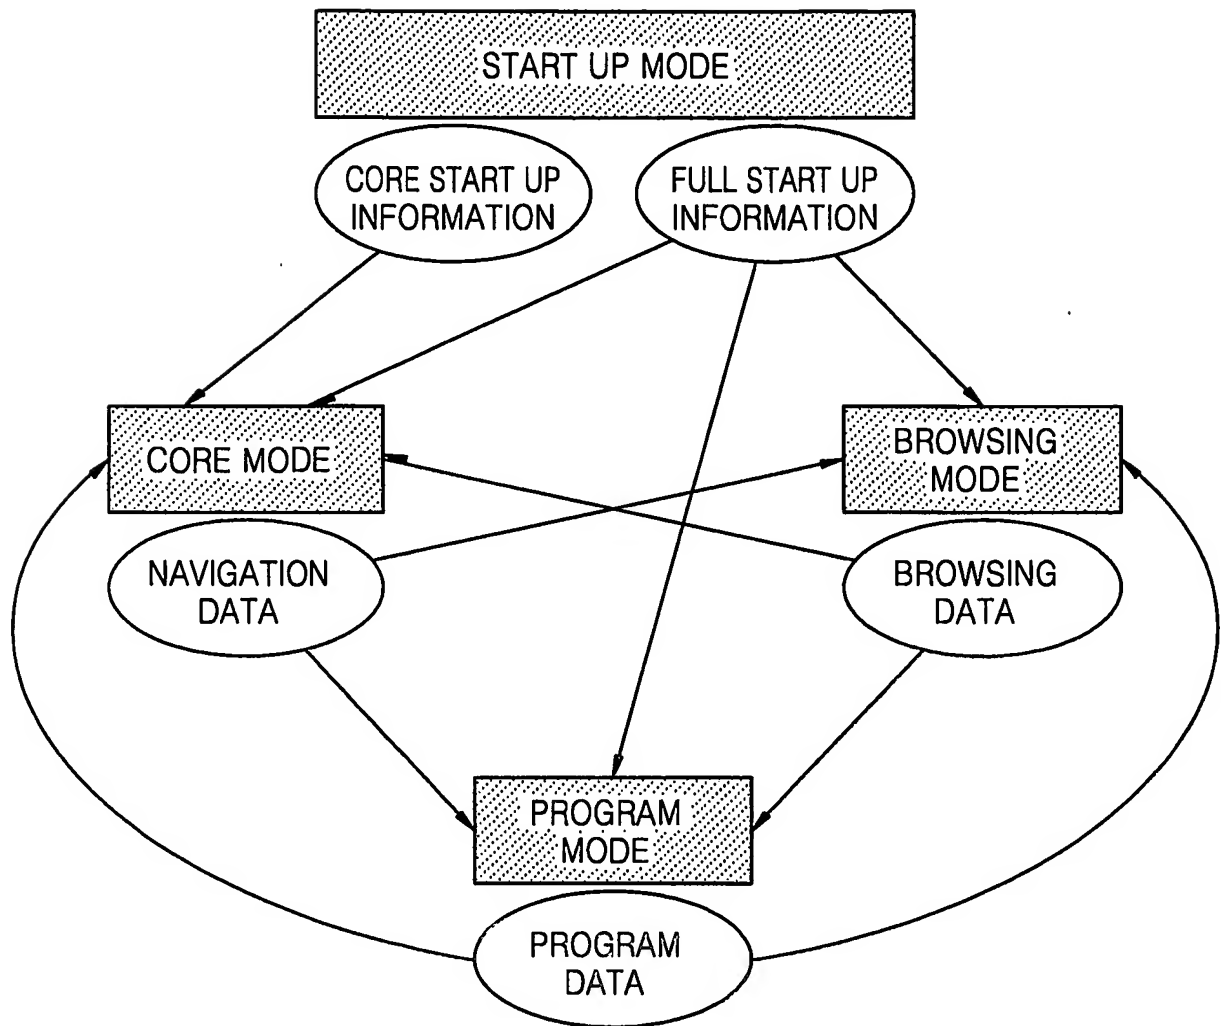 START UP MODE
CORE START UP
INFORMATION
FULL START UP
INFORMATION
CORE MODE
BROWSING
MODE
NAVIGATION
DATA
BROWSING
DATA
PROGRAM
MODE
PROGRAM
DATA